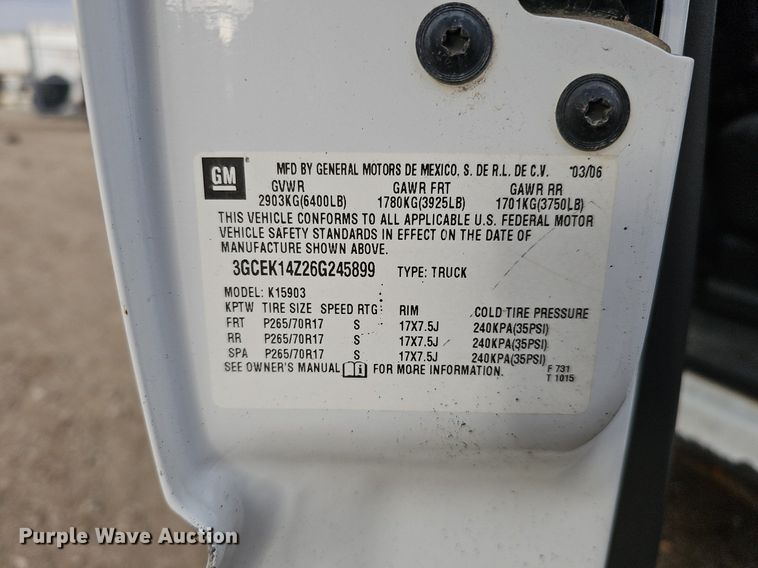 GM
MFD BY GENERAL MOTORS DE MEXICO, S. DE R.L. DE C.V. 03/06
GVWR GAWR FRT GAWR RR
2903KG(6400LB) 1780KG(3925LB) 1701KG(3750LB)
THIS VEHICLE CONFORMS TO ALL APPLICABLE U.S. FEDERAL MOTOR
VEHICLE SAFETY STANDARDS IN EFFECT ON THE DATE OF
MANUFACTURE SHOWN ABOVE.
3GCEK14Z26G245899 TYPE: TRUCK
MODEL: K15903
KPTW TIRE SIZE SPEED RTG RIM COLD TIRE PRESSURE
FRT P265/70R17 S 17X7.5J 240KPA(35PSI)
RR P265/70R17 S 17X7.5J 240KPA(35PSI)
SPA P265/70R17 S 17X7.5J 240KPA(35PSI)
SEE OWNER'S MANUAL FOR MORE INFORMATION.
F 731
T 1015
Purple Wave Auction